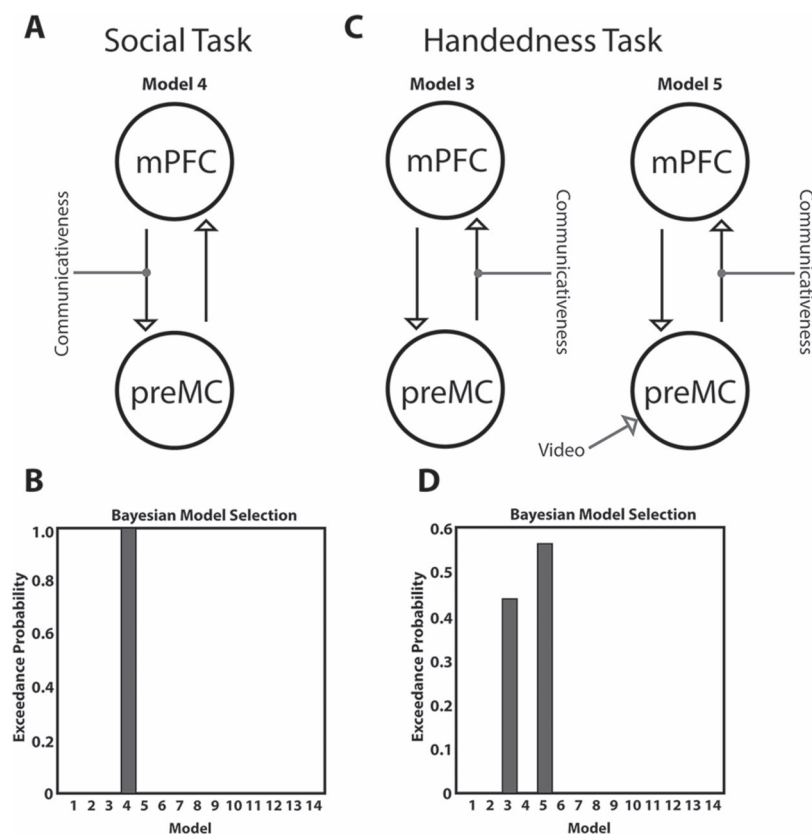 A
Social Task
Model 4
mPFC
Communicativeness
preMC
B
Bayesian Model Selection
Exceedance Probability
1.0
0.8
0.6
0.4
0.2
0
1 2 3 4 5 6 7 8 9 10 11 12 13 14
Model
C
Handedness Task
Model 3
mPFC
Communicativeness
preMC
Model 5
mPFC
Communicativeness
preMC
Video
D
Bayesian Model Selection
Exceedance Probability
0.6
0.5
0.4
0.3
0.2
0.1
0
1 2 3 4 5 6 7 8 9 10 11 12 13 14
Model